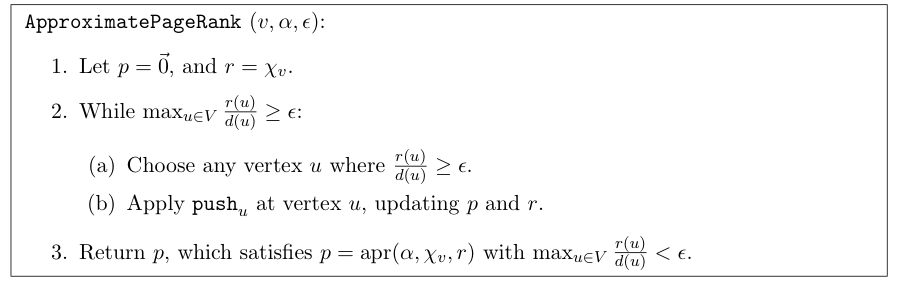 ApproximatePageRank (v, α, ϵ):
1. Let p = 0⃗, and r = χ_v.
2. While max_{u∈V} r(u)/d(u) ≥ ϵ:
(a) Choose any vertex u where r(u)/d(u) ≥ ϵ.
(b) Apply push_u at vertex u, updating p and r.
3. Return p, which satisfies p = apr(α, χ_v, r) with max_{u∈V} r(u)/d(u) < ϵ.